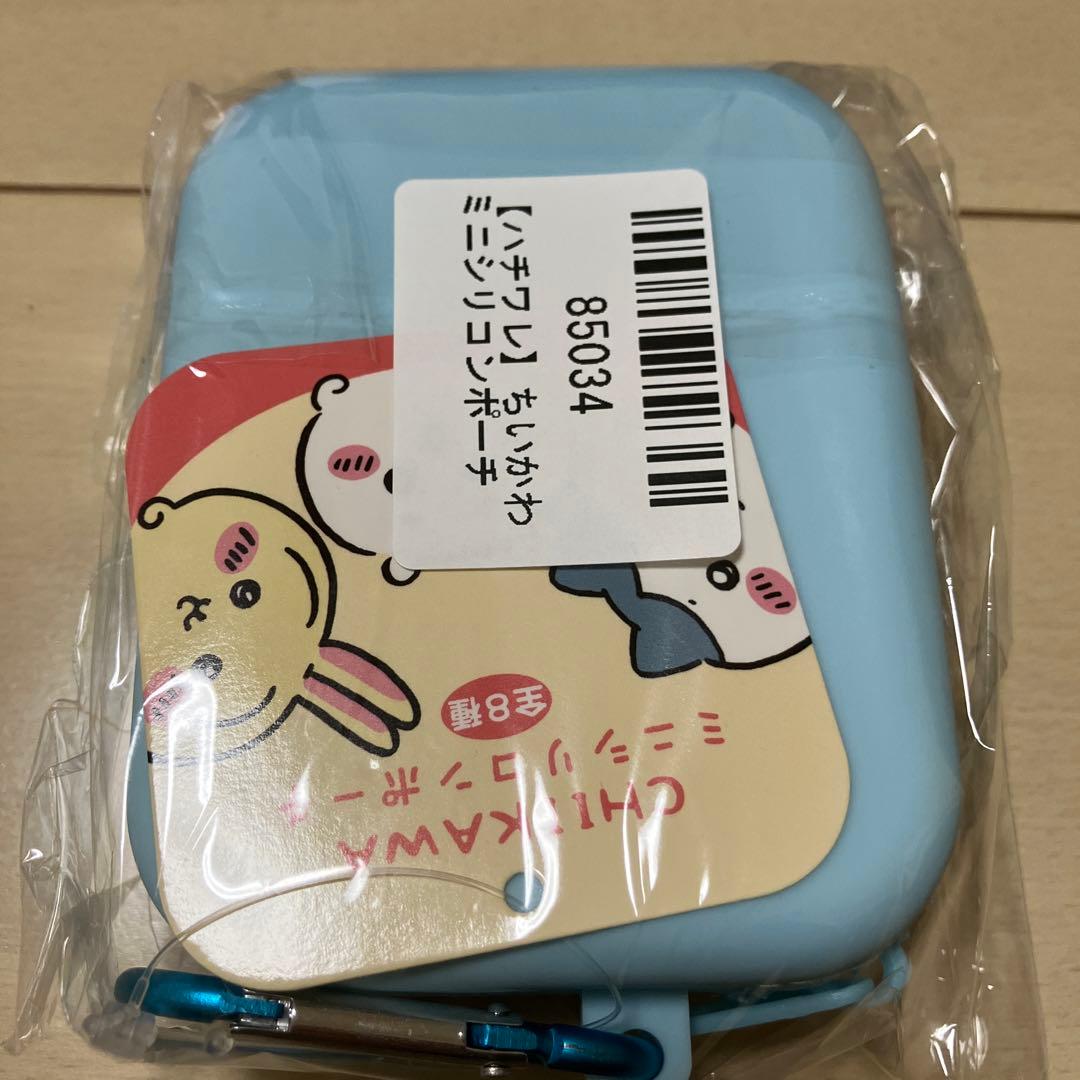 85034
【ハチワレ】ちいかわ
ミニシリコンポーチ
CHIIKAWA
ミニシリコンポーチ
全8種